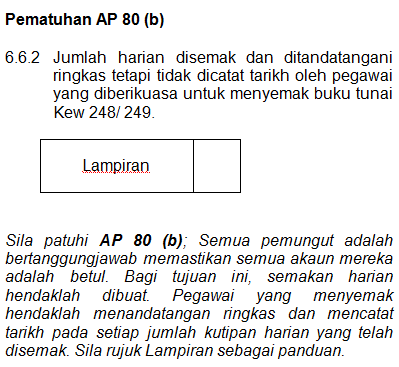 Pematuhan AP 80 (b)
6.6.2 Jumlah harian disemak dan ditandatangani
ringkas tetapi tidak dicatat tarikh oleh pegawai
yang diberikuasa untuk menyemak buku tunai
Kew 248/ 249.
Lampiran
Sila patuhi AP 80 (b); Semua pemungut adalah
bertanggungjawab memastikan semua akaun mereka
adalah betul. Bagi tujuan ini, semakan harian
hendaklah dibuat. Pegawai yang menyemak
hendaklah menandatangan ringkas dan mencatat
tarikh pada setiap jumlah kutipan harian yang telah
disemak. Sila rujuk Lampiran sebagai panduan.